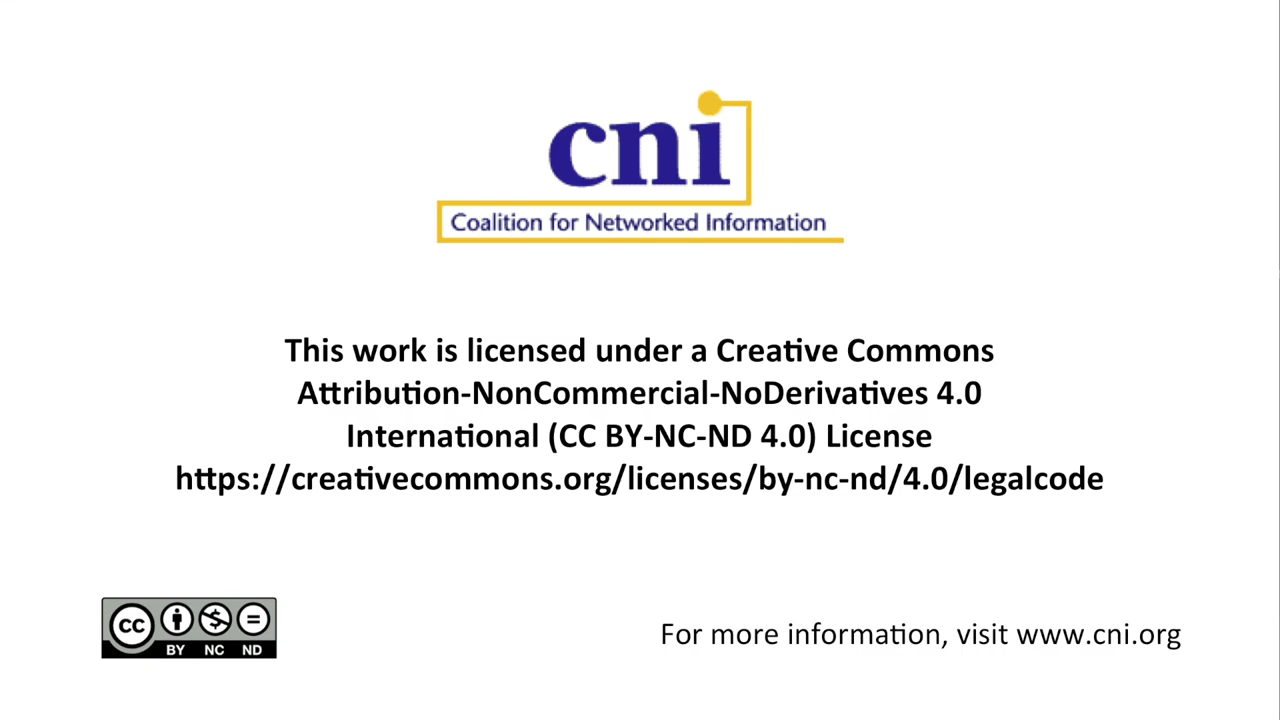 cni
Coalition for Networked Information
This work is licensed under a Creative Commons
Attribution-NonCommercial-NoDerivatives 4.0
International (CC BY-NC-ND 4.0) License
https://creativecommons.org/licenses/by-nc-nd/4.0/legalcode
CC
BY NC ND
For more information, visit www.cni.org